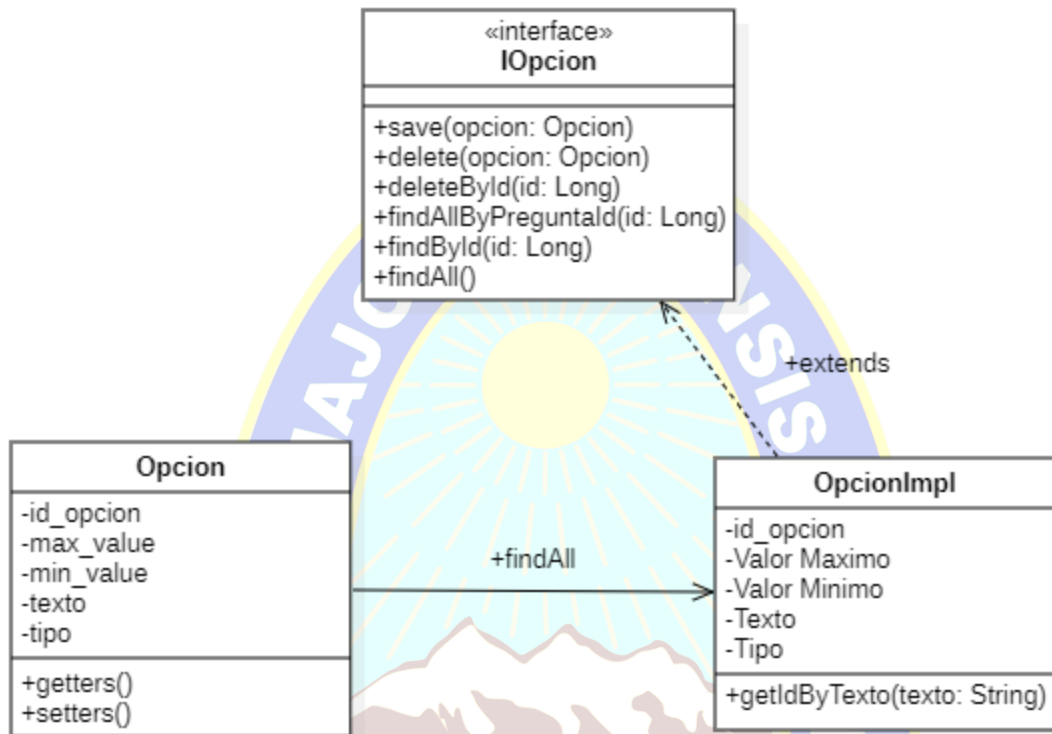 «interface»
IOpcion
+save(opcion: Opcion)
+delete(opcion: Opcion)
+deleteById(id: Long)
+findAllByPreguntaId(id: Long)
+findById(id: Long)
+findAll()
+extends
Opcion
-id_opcion
-max_value
-min_value
-texto
-tipo
+getters()
+setters()
+findAll
OpcionImpl
-id_opcion
-Valor Maximo
-Valor Minimo
-Texto
-Tipo
+getIdByTexto(texto: String)